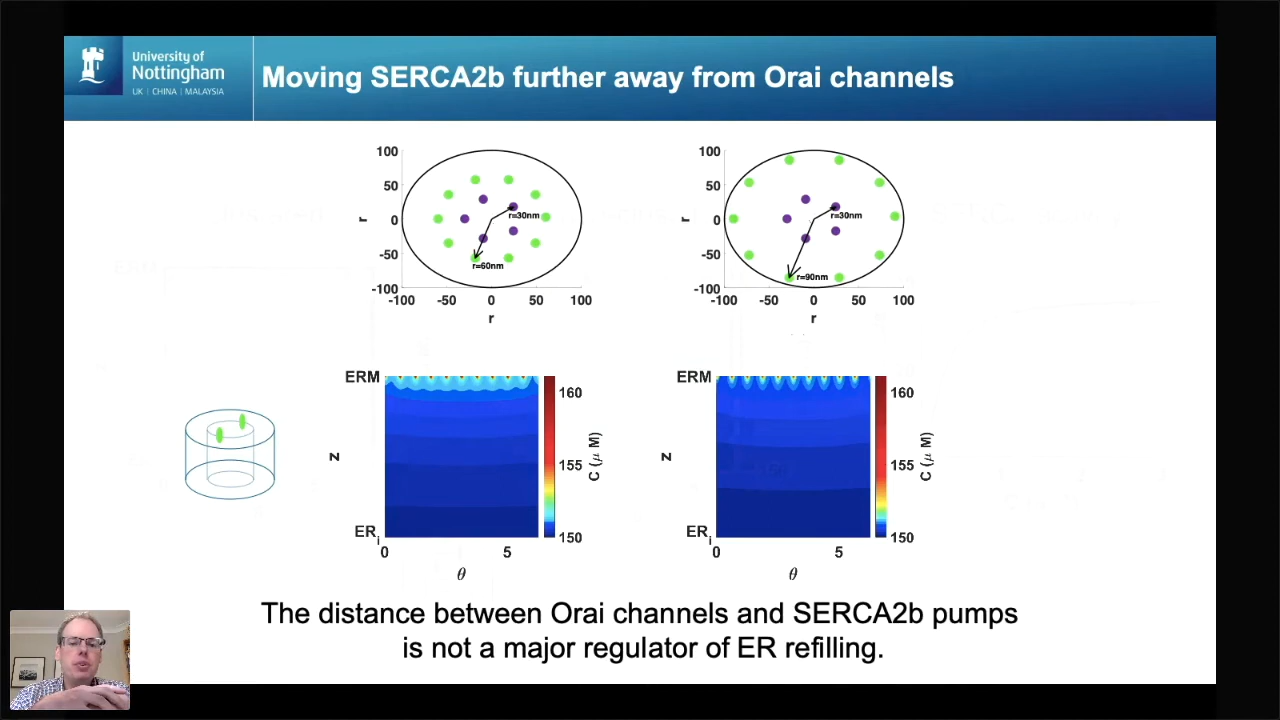 University of
Nottingham
UK | CHINA | MALAYSIA
Moving SERCA2b further away from Orai channels
100
50
0
-50
-100
r
r=30nm
r=60nm
-100 -50 0 50 100
r
100
50
0
-50
-100
r
r=30nm
r=90nm
-100 -50 0 50 100
r
ERM
z
ERi
0 5
θ
160
155
150
C (μ M)
ERM
z
ERi
0 5
θ
160
155
150
C (μ M)
The distance between Orai channels and SERCA2b pumps
is not a major regulator of ER refilling.